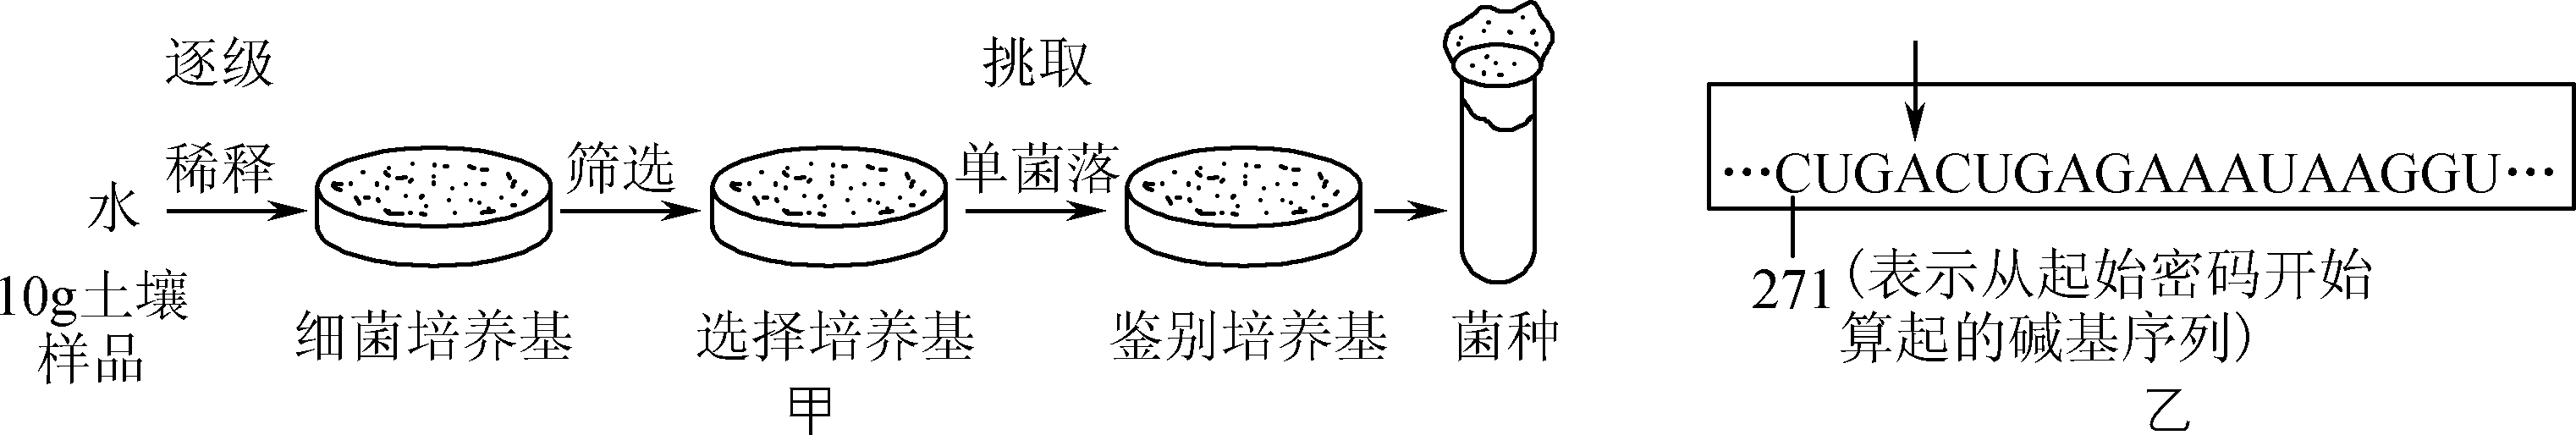 逐级
稀释
水
10g土壤
样品
细菌培养基
筛选
选择培养基
挑取
单菌落
鉴别培养基
菌种
甲
…CUGACUGAGAAAUAAGGU…
271(表示从起始密码开始
算起的碱基序列)
乙